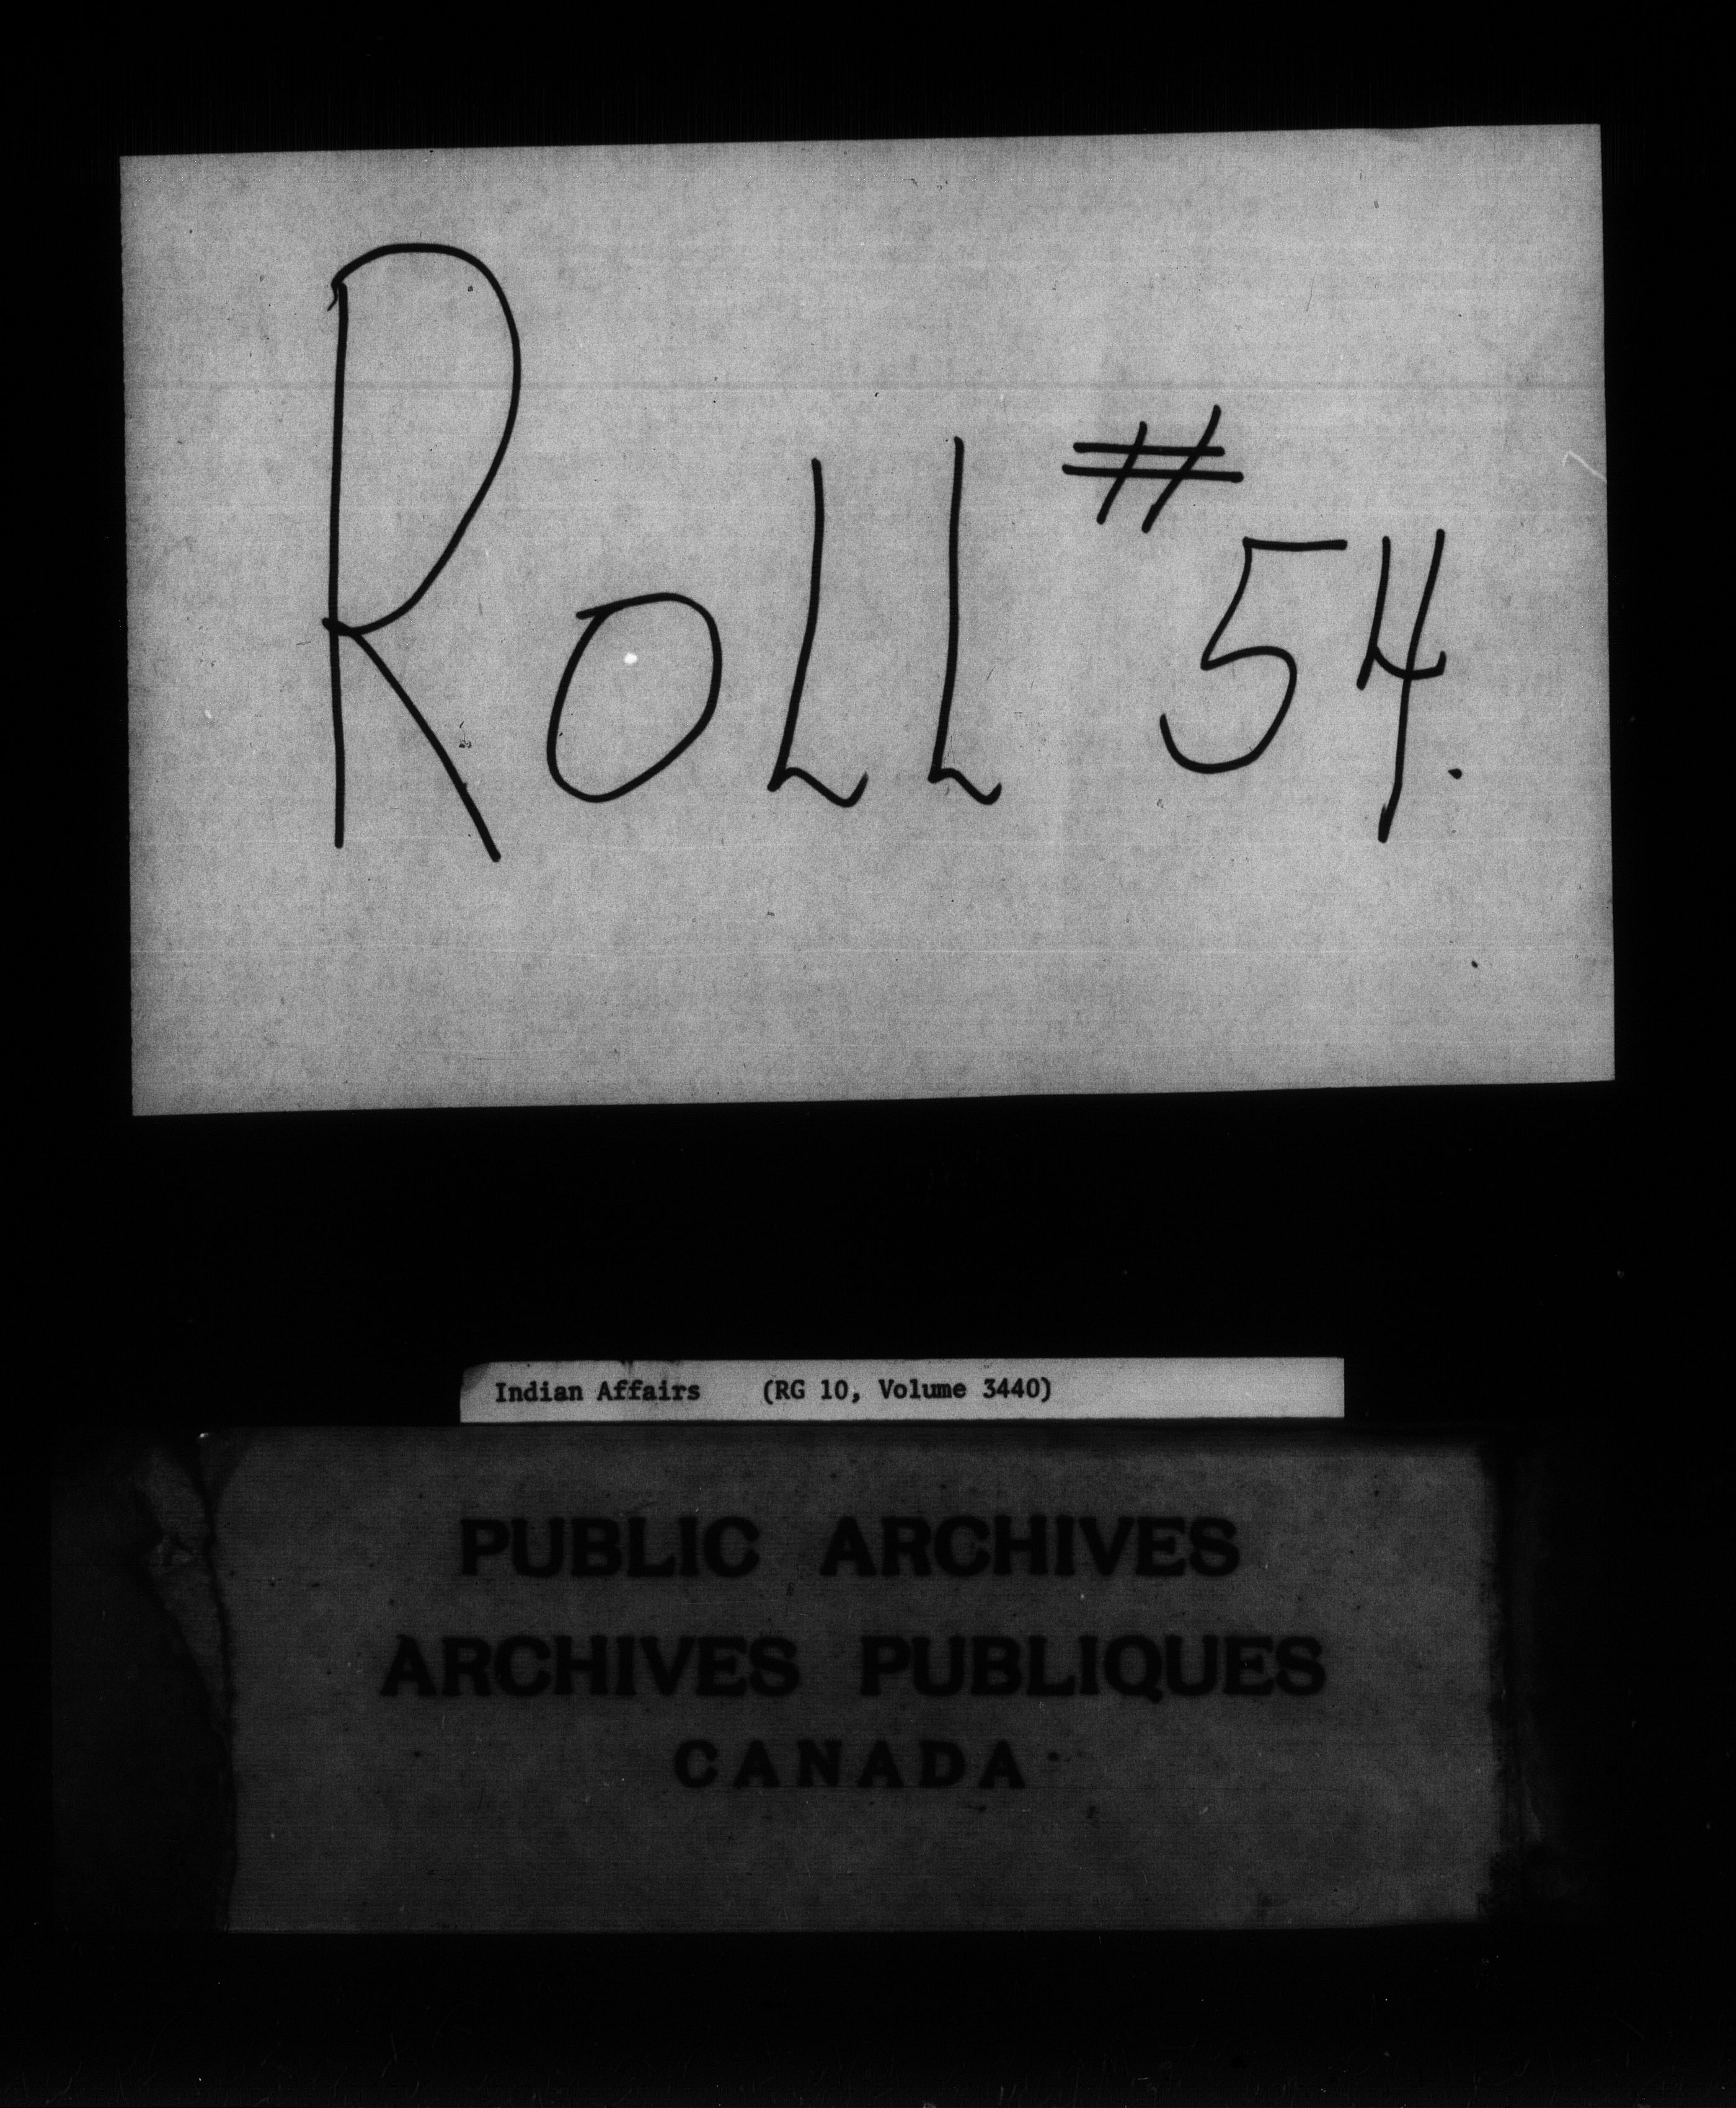 Roll # 54.
Indian Affairs (RG 10, Volume 3440)
PUBLIC ARCHIVES
ARCHIVES PUBLIQUES
CANADA